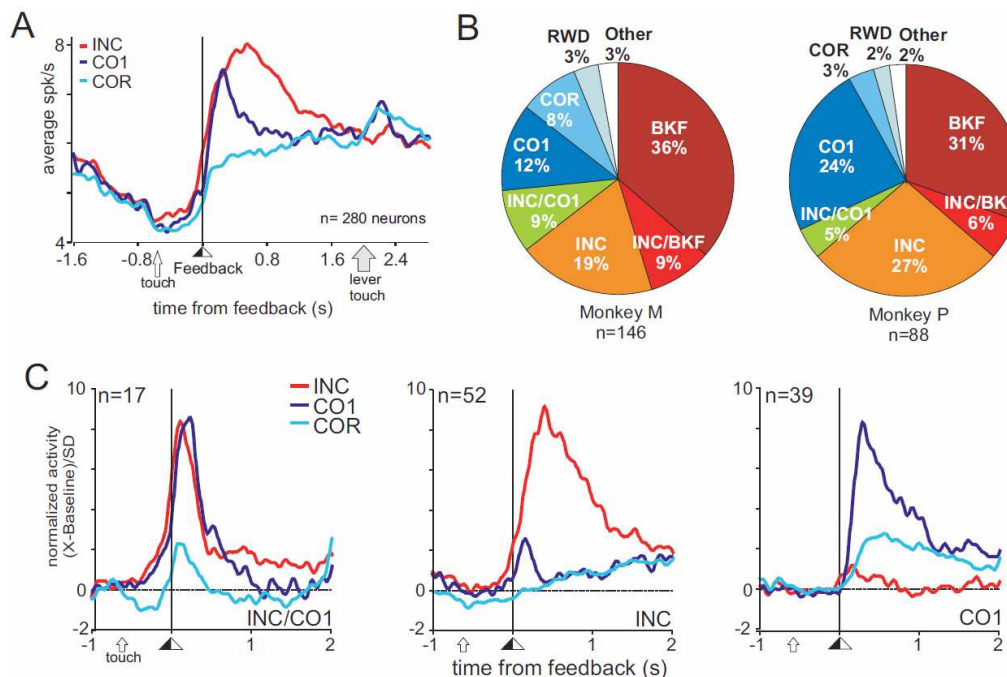 A
INC
CO1
COR
8
average spk/s
4
n= 280 neurons
-1.6
-0.8
Feedback
0.8
2.4
touch
lever
touch
time from feedback (s)
B
RWD
3%
Other
3%
COR
8%
CO1
12%
INC/CO1
9%
INC
19%
INC/BKF
9%
BKF
36%
Monkey M
n=146
RWD
2%
Other
2%
COR
3%
CO1
24%
INC/CO1
5%
INC
27%
INC/BK
6%
BKF
31%
Monkey P
n=88
C
normalized activity
(X-Baseline)/SD
10
n=17
INC
CO1
COR
0
-2
-1
1
2
touch
INC/CO1
10
n=52
0
-2
-1
1
2
INC
time from feedback (s)
10
n=39
0
-2
-1
1
2
CO1